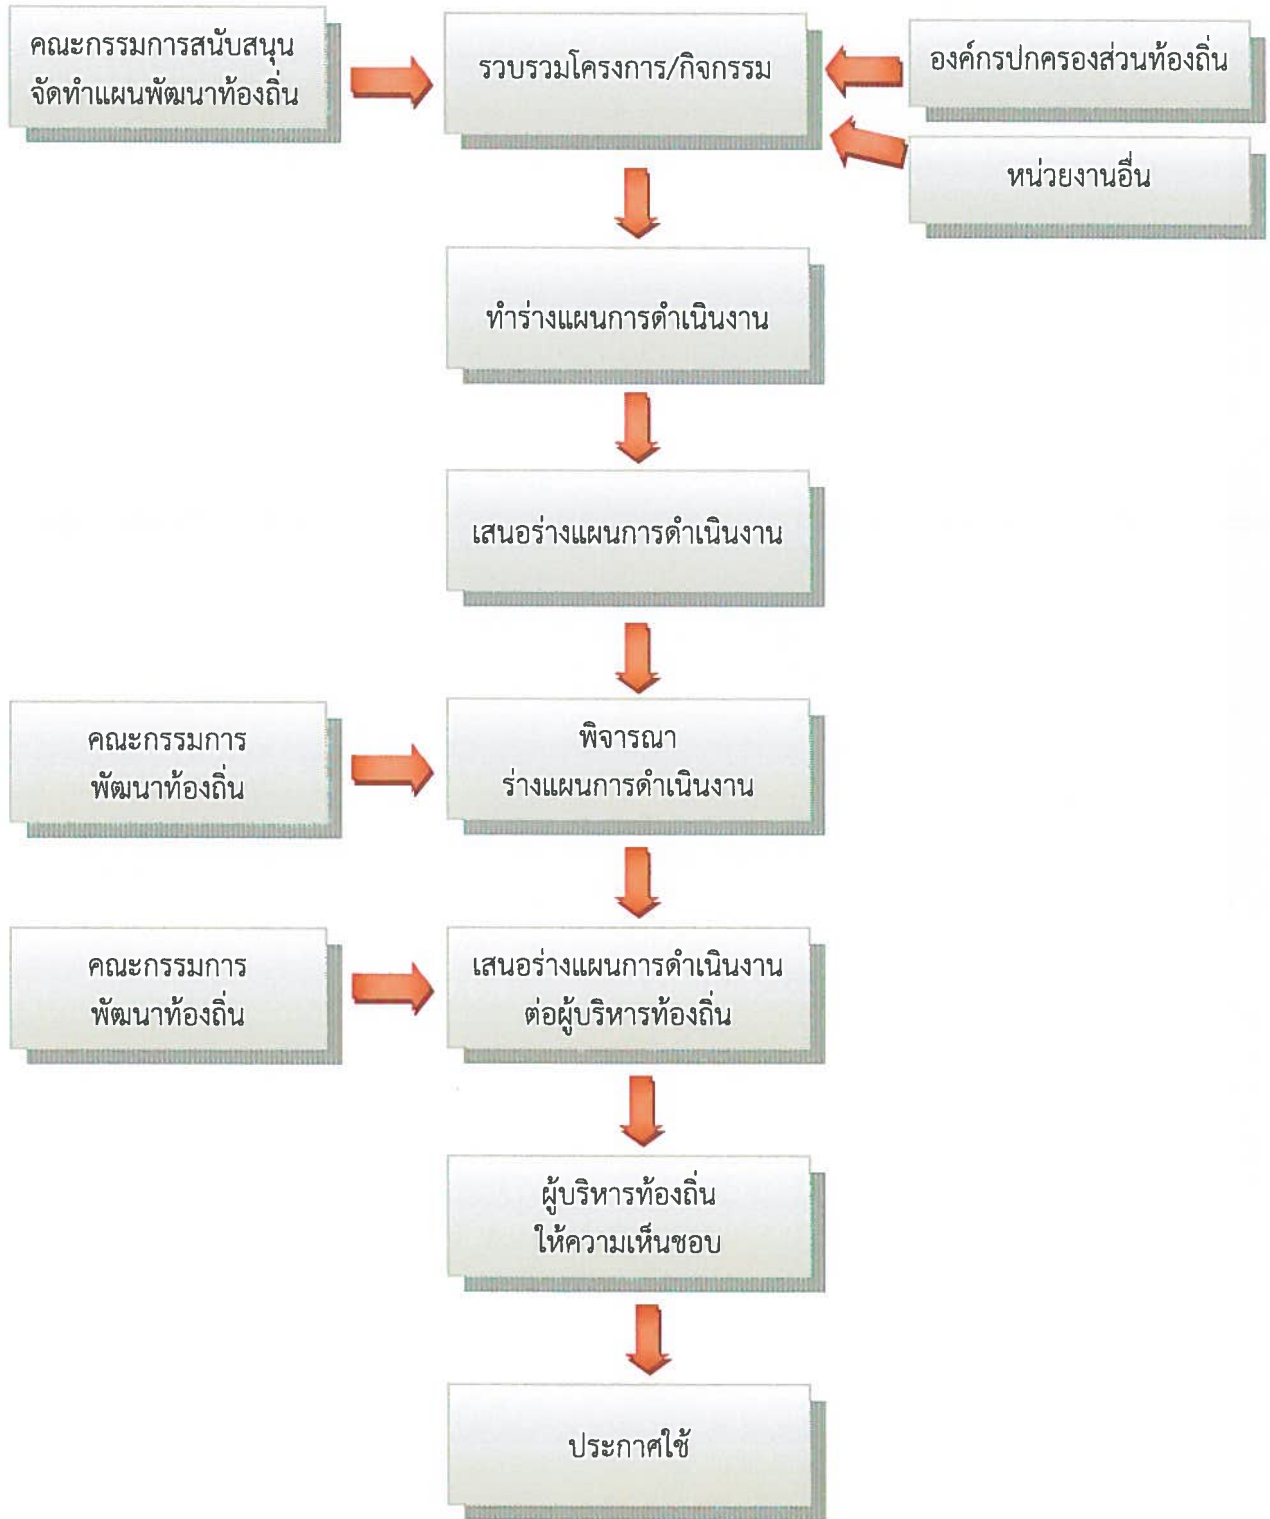 คณะกรรมการสนับสนุน
จัดทำแผนพัฒนาท้องถิ่น
รวบรวมโครงการ/กิจกรรม
องค์กรปกครองส่วนท้องถิ่น
หน่วยงานอื่น
ทำร่างแผนการดำเนินงาน
เสนอร่างแผนการดำเนินงาน
คณะกรรมการ
พัฒนาท้องถิ่น
พิจารณา
ร่างแผนการดำเนินงาน
คณะกรรมการ
พัฒนาท้องถิ่น
เสนอร่างแผนการดำเนินงาน
ต่อผู้บริหารท้องถิ่น
ผู้บริหารท้องถิ่น
ให้ความเห็นชอบ
ประกาศใช้